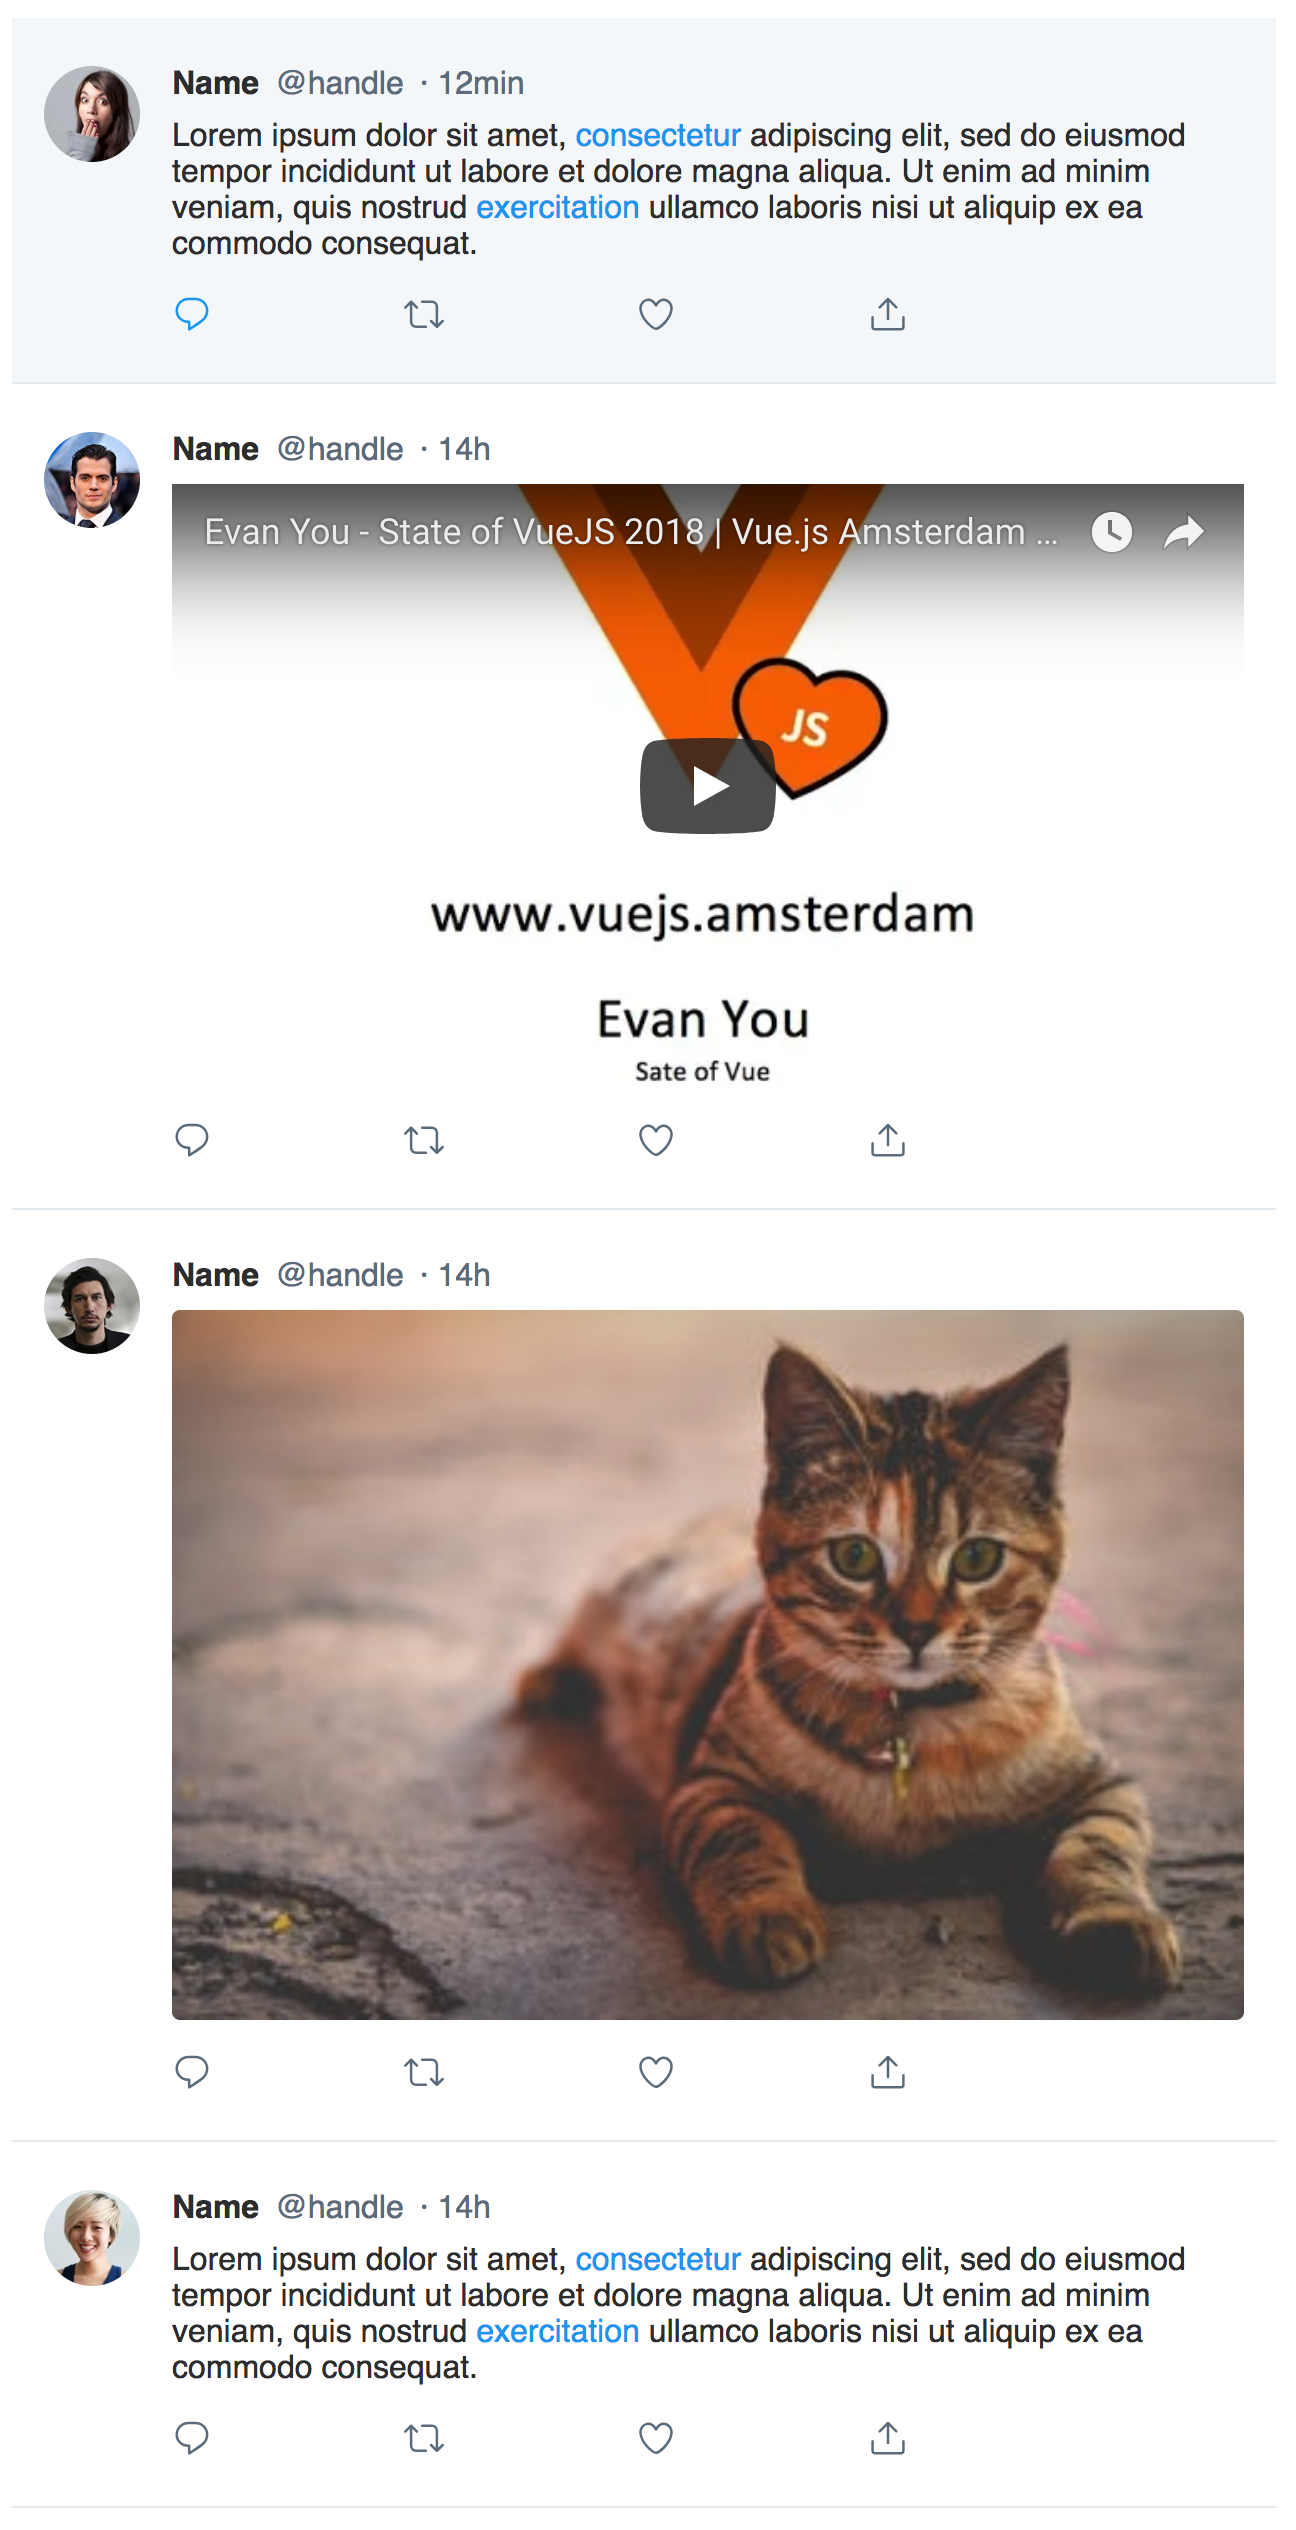 Name @handle · 12min
Lorem ipsum dolor sit amet, consectetur adipiscing elit, sed do eiusmod
tempor incididunt ut labore et dolore magna aliqua. Ut enim ad minim
veniam, quis nostrud exercitation ullamco laboris nisi ut aliquip ex ea
commodo consequat.
Name @handle · 14h
Evan You - State of VueJS 2018 | Vue.js Amsterdam ...
JS
www.vuejs.amsterdam
Evan You
Sate of Vue
Name @handle · 14h
Name @handle · 14h
Lorem ipsum dolor sit amet, consectetur adipiscing elit, sed do eiusmod
tempor incididunt ut labore et dolore magna aliqua. Ut enim ad minim
veniam, quis nostrud exercitation ullamco laboris nisi ut aliquip ex ea
commodo consequat.